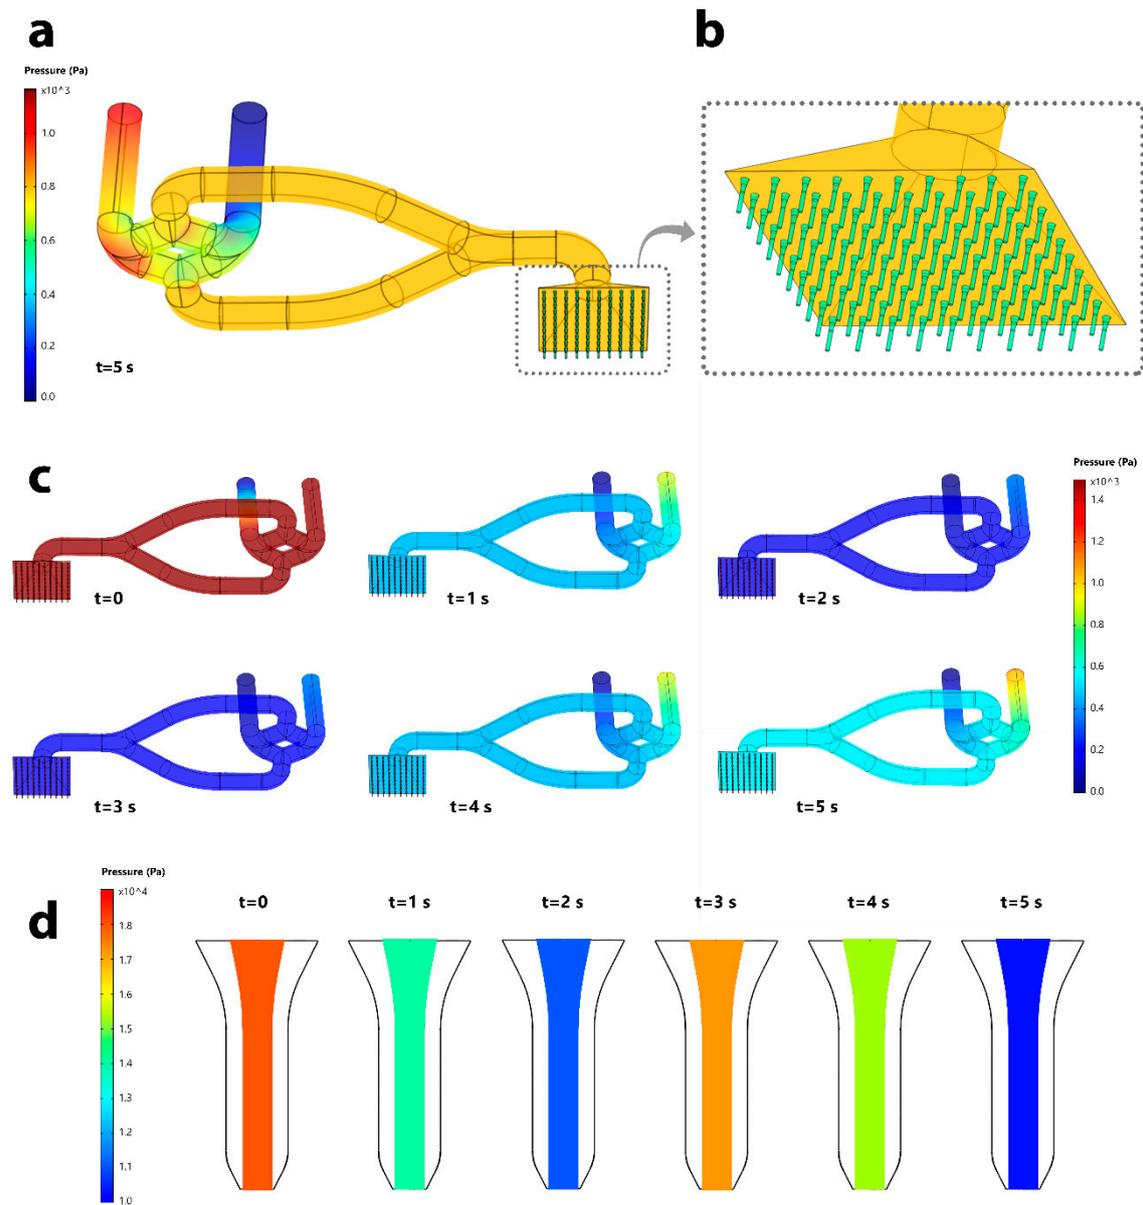 a
b
Pressure (Pa)
x10^3
1.0
0.8
0.6
0.4
0.2
0.0
t=5 s
c
t=0
t=1 s
t=2 s
t=3 s
t=4 s
t=5 s
Pressure (Pa)
x10^3
1.4
1.3
1.2
1.0
0.8
0.6
0.4
0.2
0.0
d
Pressure (Pa)
x10^4
1.8
1.7
1.6
1.5
1.4
1.3
1.2
1.1
1.0
t=0
t=1 s
t=2 s
t=3 s
t=4 s
t=5 s